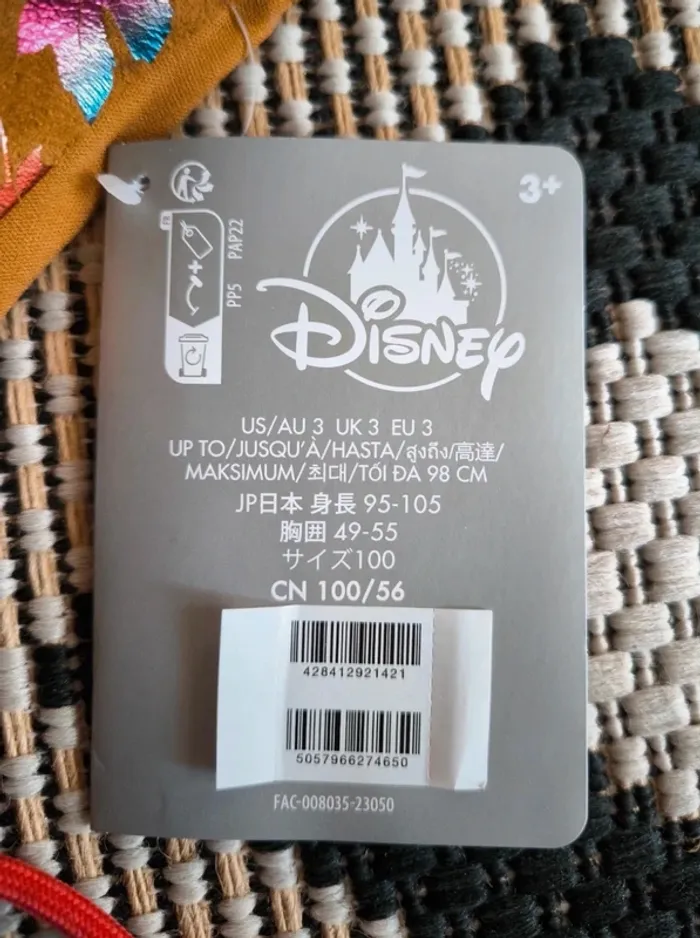 3+
FR
PP5 PAP22
Disney
US/AU 3 UK 3 EU 3
UP TO/JUSQU'À/HASTA/สูงถึง/高達/
MAKSIMUM/최대/TỐI ĐA 98 CM
JP日本 身長 95-105
胸囲 49-55
サイズ100
CN 100/56
428412921421
5057966274650
FAC-008035-23050